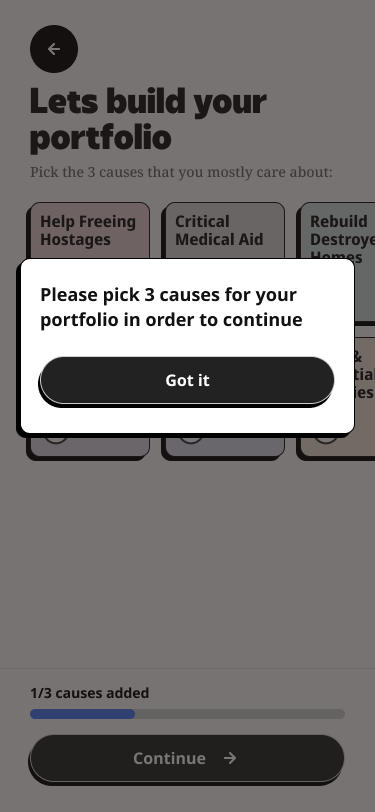 Lets build your
portfolio
Pick the 3 causes that you mostly care about:
Help Freeing
Hostages
Critical
Medical Aid
Rebuild
Destroye
Homes
Please pick 3 causes for your
portfolio in order to continue
Got it
&
1/3 causes added
Continue